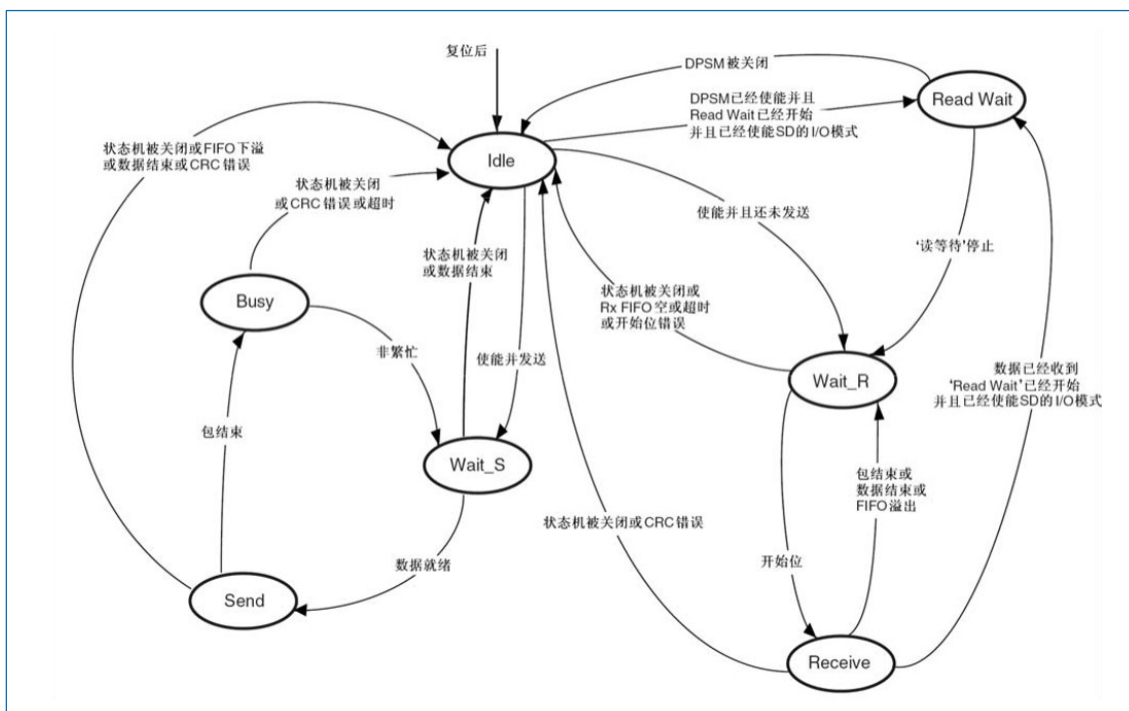 复位后
DPSM 被关闭
Read Wait
DPSM已经使能并且
Read Wait已经开始
并且已经使能SD的I/O模式
状态机被关闭或FIFO下溢
或数据结束或CRC错误
Idle
状态机被关闭
或CRC错误或超时
使能并且还未发送
状态机被关闭
或数据结束
‘读等待’停止
Busy
状态机被关闭或
Rx FIFO空或超时
或开始位错误
非繁忙
使能并发送
Wait_R
数据已经收到
‘Read Wait’已经开始
并且已经使能SD的I/O模式
包结束
Wait_S
包结束或
数据结束或
FIFO溢出
状态机被关闭或CRC错误
数据就绪
开始位
Send
Receive